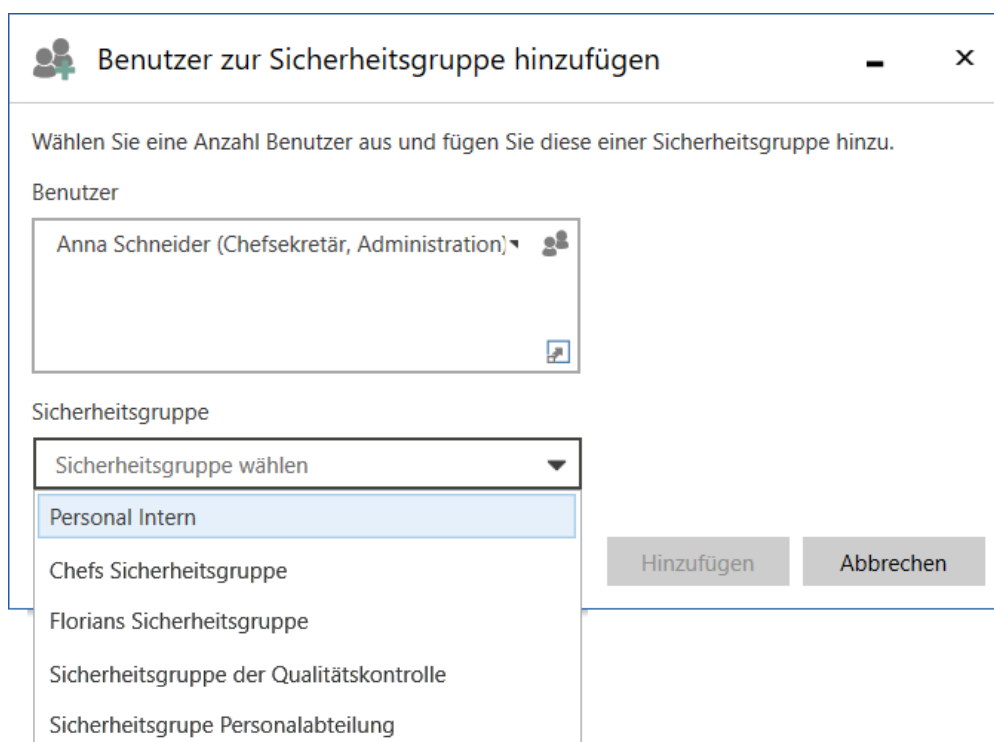 Benutzer zur Sicherheitsgruppe hinzufügen
Wählen Sie eine Anzahl Benutzer aus und fügen Sie diese einer Sicherheitsgruppe hinzu.
Benutzer
Anna Schneider (Chefsekretär, Administration)
Sicherheitsgruppe
Sicherheitsgruppe wählen
Personal Intern
Hinzufügen Abbrechen
Chefs Sicherheitsgruppe
Florians Sicherheitsgruppe
Sicherheitsgruppe der Qualitätskontrolle
Sicherheitsgrupe Personalabteilung